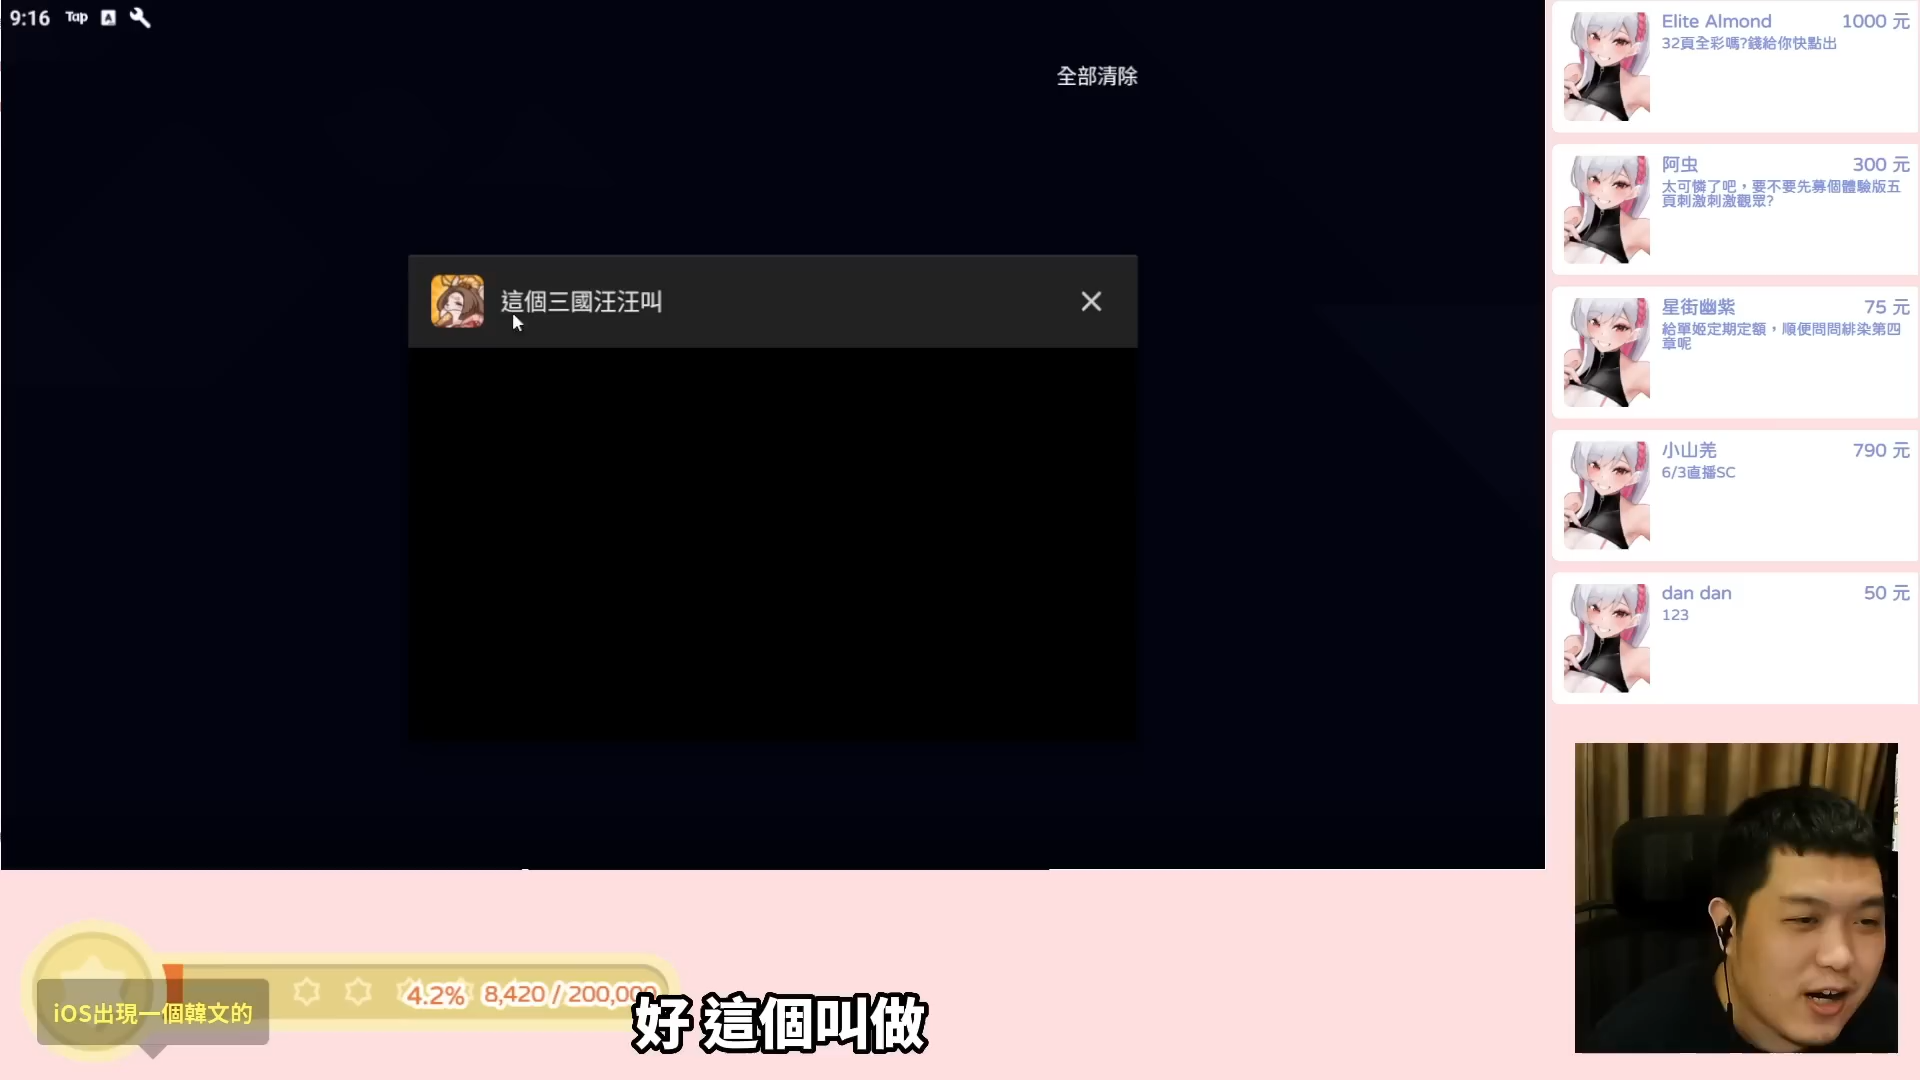 9:16 Tap A
全部清除
這個三國汪汪叫
Elite Almond 1000 元
32頁全彩嗎?錢給你快點出
阿虫 300 元
太可憐了吧，要不要先募個體驗版五
頁刺激刺激觀眾?
星街幽紫 75 元
給單姬定期定額，順便問問緋染第四
章呢
小山羌 790 元
6/3直播SC
dan dan 50 元
123
4.2% 8,420 / 200,000
iOS出現一個韓文的
好 這個叫做